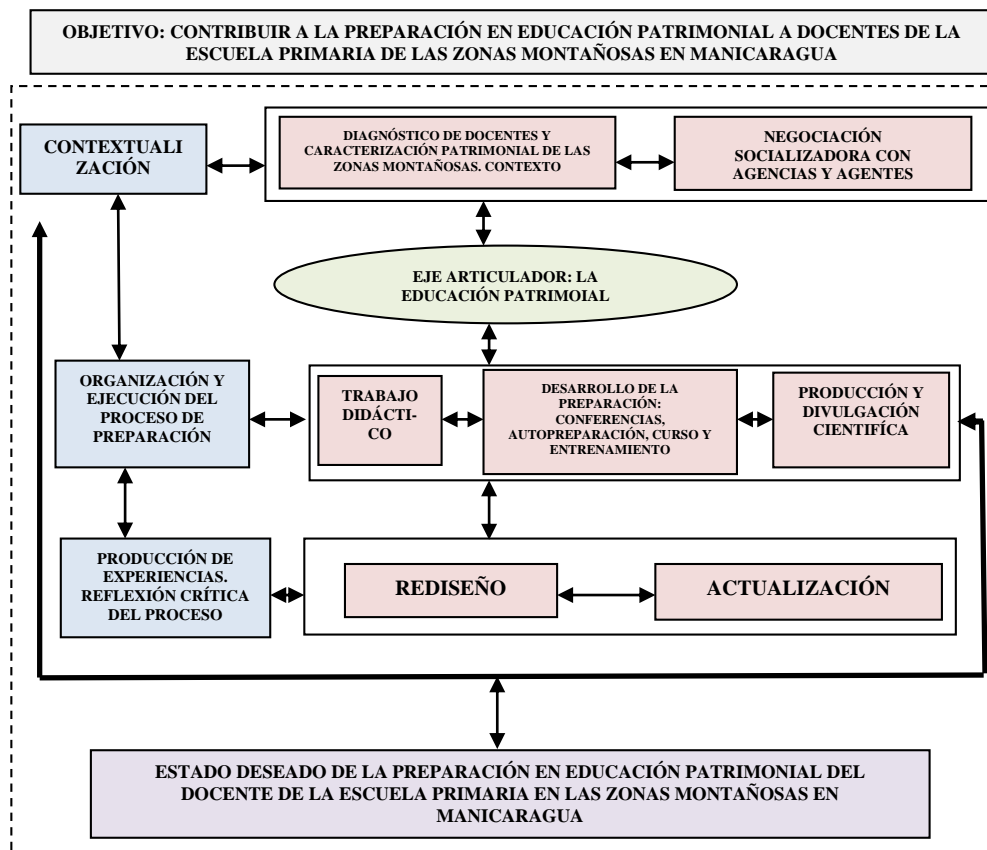 OBJETIVO: CONTRIBUIR A LA PREPARACIÓN EN EDUCACIÓN PATRIMONIAL A DOCENTES DE LA
ESCUELA PRIMARIA DE LAS ZONAS MONTAÑOSAS EN MANICARAGUA
CONTEXTUALI
ZACIÓN
DIAGNÓSTICO DE DOCENTES Y
CARACTERIZACIÓN PATRIMONIAL DE LAS
ZONAS MONTAÑOSAS. CONTEXTO
NEGOCIACIÓN
SOCIALIZADORA CON
AGENCIAS Y AGENTES
EJE ARTICULADOR: LA
EDUCACIÓN PATRIMOIAL
ORGANIZACIÓN Y
EJECUCIÓN DEL
PROCESO DE
PREPARACIÓN
TRABAJO
DIDÁCTI-
CO
DESARROLLO DE LA
PREPARACIÓN:
CONFERENCIAS,
AUTOPREPARACIÓN, CURSO Y
ENTRENAMIENTO
PRODUCCIÓN Y
DIVULGACIÓN
CIENTIFÍCA
PRODUCCIÓN DE
EXPERIENCIAS.
REFLEXIÓN CRÍTICA
DEL PROCESO
REDISEÑO
ACTUALIZACIÓN
ESTADO DESEADO DE LA PREPARACIÓN EN EDUCACIÓN PATRIMONIAL DEL
DOCENTE DE LA ESCUELA PRIMARIA EN LAS ZONAS MONTAÑOSAS EN
MANICARAGUA